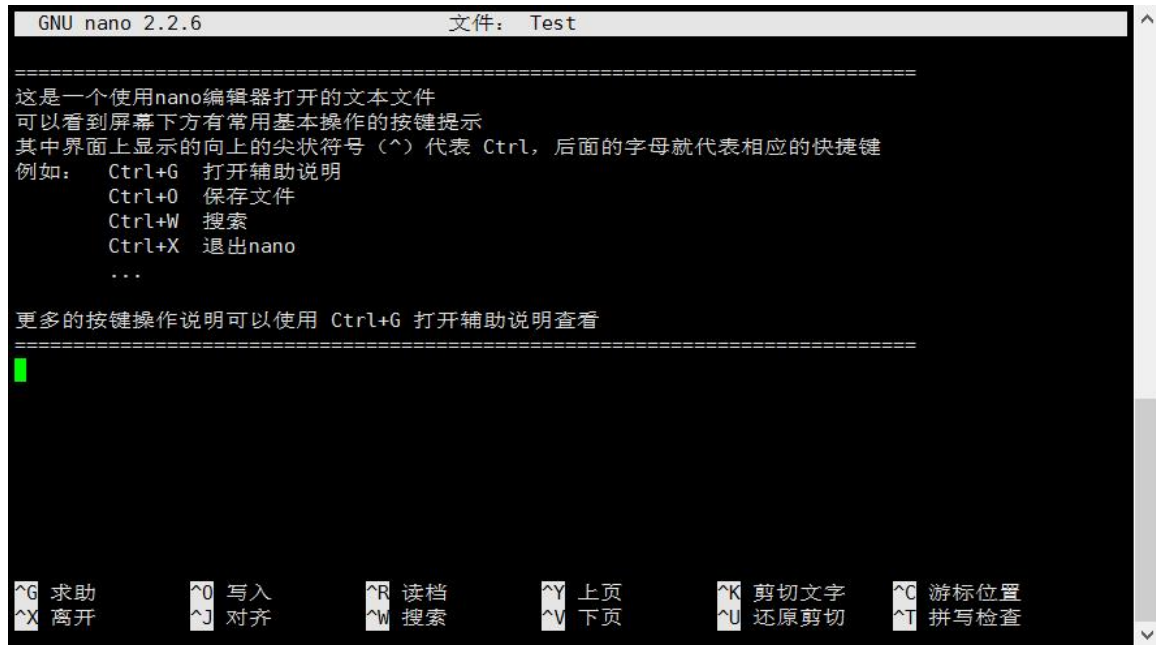 GNU nano 2.2.6 文件： Test
=============================================================================
这是一个使用nano编辑器打开的文本文件
可以看到屏幕下方有常用基本操作的按键提示
其中界面上显示的向上的尖状符号（^）代表 Ctrl，后面的字母就代表相应的快捷键
例如： Ctrl+G 打开辅助说明
Ctrl+O 保存文件
Ctrl+W 搜索
Ctrl+X 退出nano
...
更多的按键操作说明可以使用 Ctrl+G 打开辅助说明查看
=============================================================================
^G 求助 ^O 写入 ^R 读档 ^Y 上页 ^K 剪切文字 ^C 游标位置
^X 离开 ^J 对齐 ^W 搜索 ^V 下页 ^U 还原剪切 ^T 拼写检查